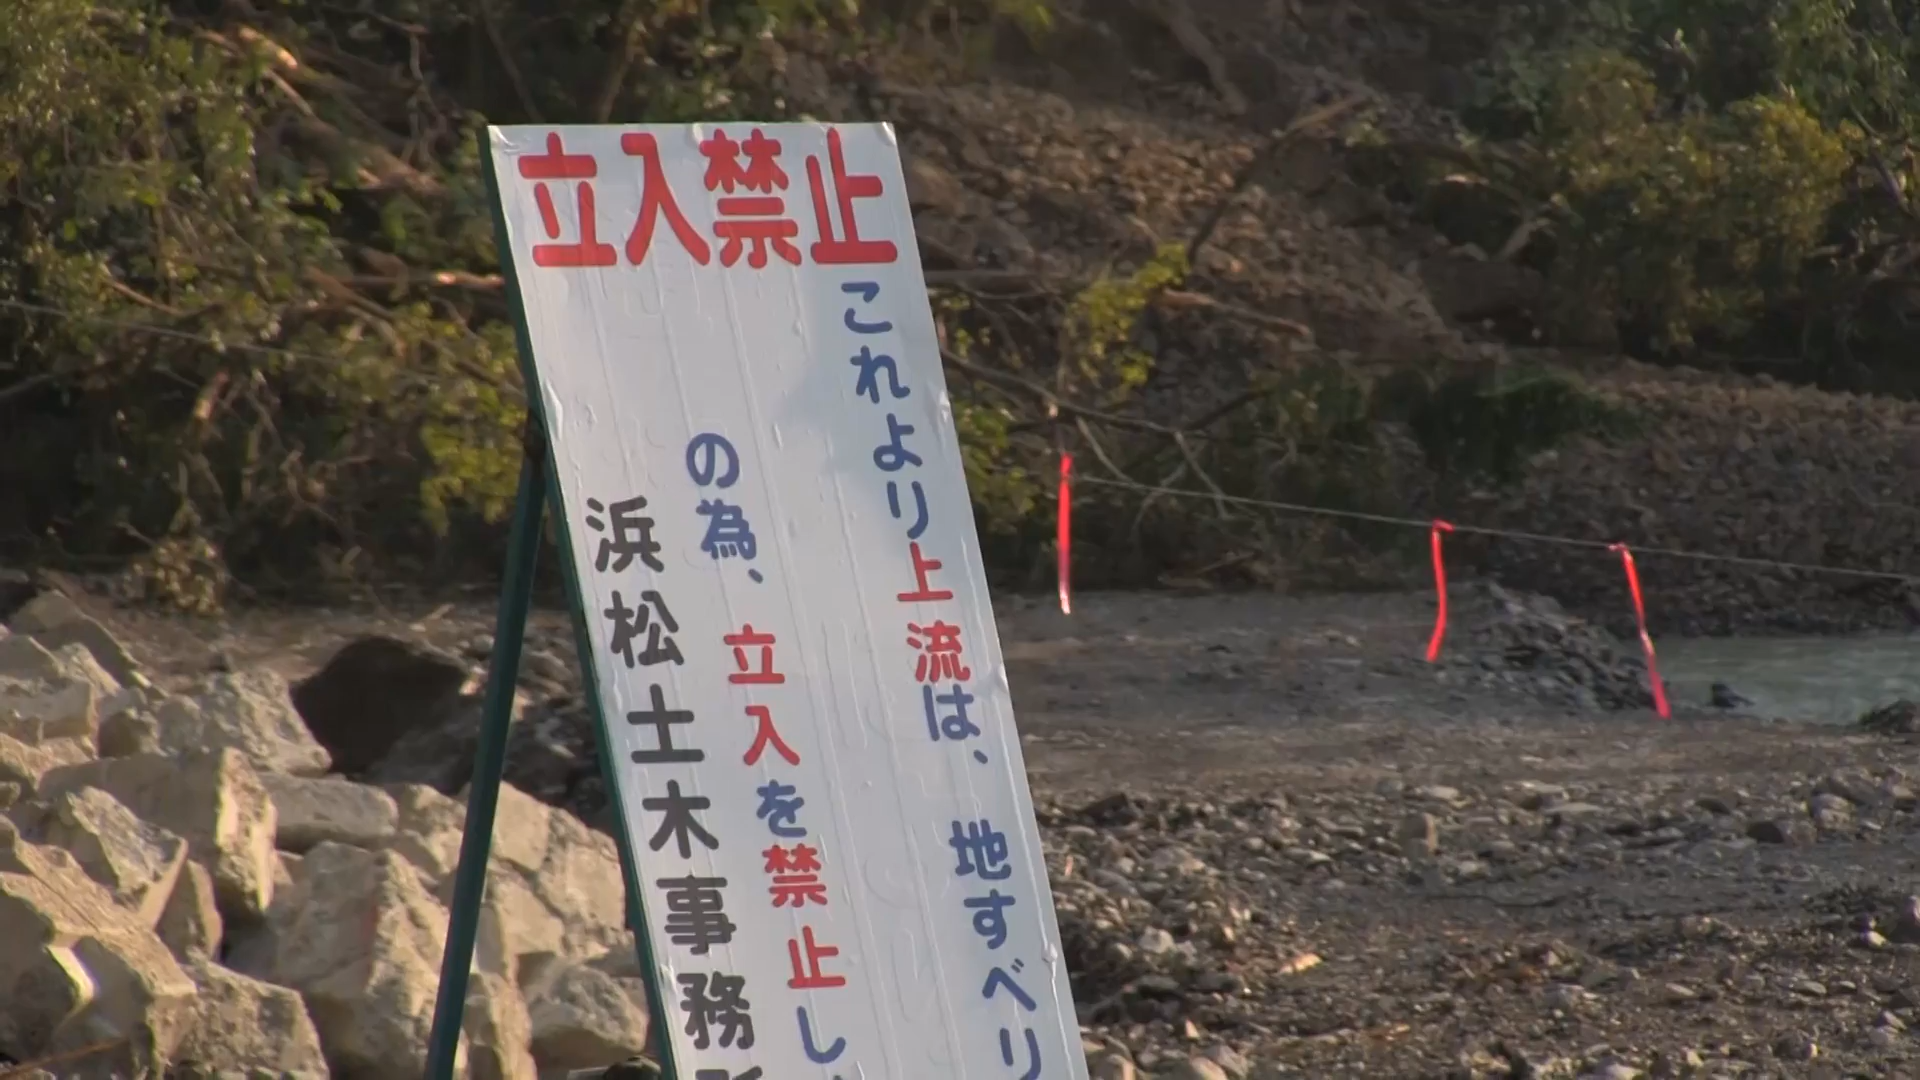 立入禁止
これより上流は、地すべり
の為、立入を禁止し
浜松土木事務